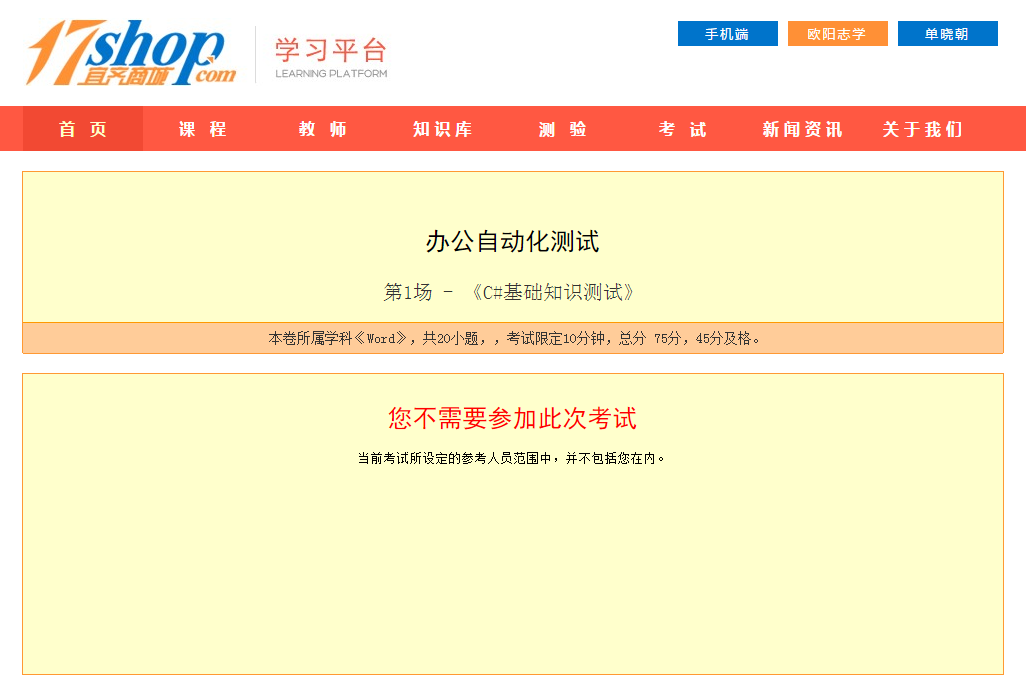 17shop
宜齐商城.com
学习平台
LEARNING PLATFORM
手机端 欧阳志学 单晓朝
首 页 课 程 教 师 知识库 测 验 考 试 新闻资讯 关于我们
办公自动化测试
第1场 - 《C#基础知识测试》
本卷所属学科《Word》，共20小题，，考试限定10分钟，总分 75分，45分及格。
您不需要参加此次考试
当前考试所设定的参考人员范围中，并不包括您在内。